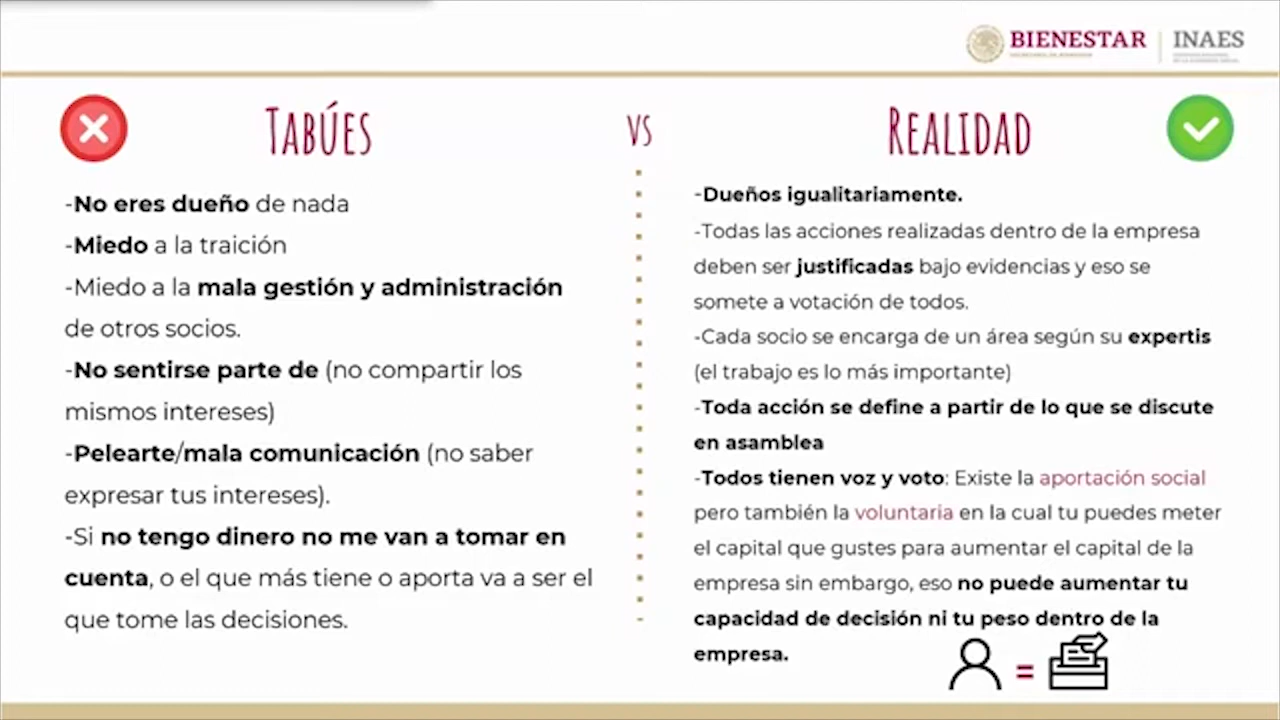 BIENESTAR
INAES
TABÚES
VS
REALIDAD
-No eres dueño de nada
-Miedo a la traición
-Miedo a la mala gestión y administración
de otros socios.
-No sentirse parte de (no compartir los
mismos intereses)
-Pelearte/mala comunicación (no saber
expresar tus intereses).
-Si no tengo dinero no me van a tomar en
cuenta, o el que más tiene o aporta va a ser el
que tome las decisiones.
-Dueños igualitariamente.
-Todas las acciones realizadas dentro de la empresa
deben ser justificadas bajo evidencias y eso se
somete a votación de todos.
-Cada socio se encarga de un área según su expertis
(el trabajo es lo más importante)
-Toda acción se define a partir de lo que se discute
en asamblea
-Todos tienen voz y voto: Existe la aportación social
pero también la voluntaria en la cual tu puedes meter
el capital que gustes para aumentar el capital de la
empresa sin embargo, eso no puede aumentar tu
capacidad de decisión ni tu peso dentro de la
empresa.
=